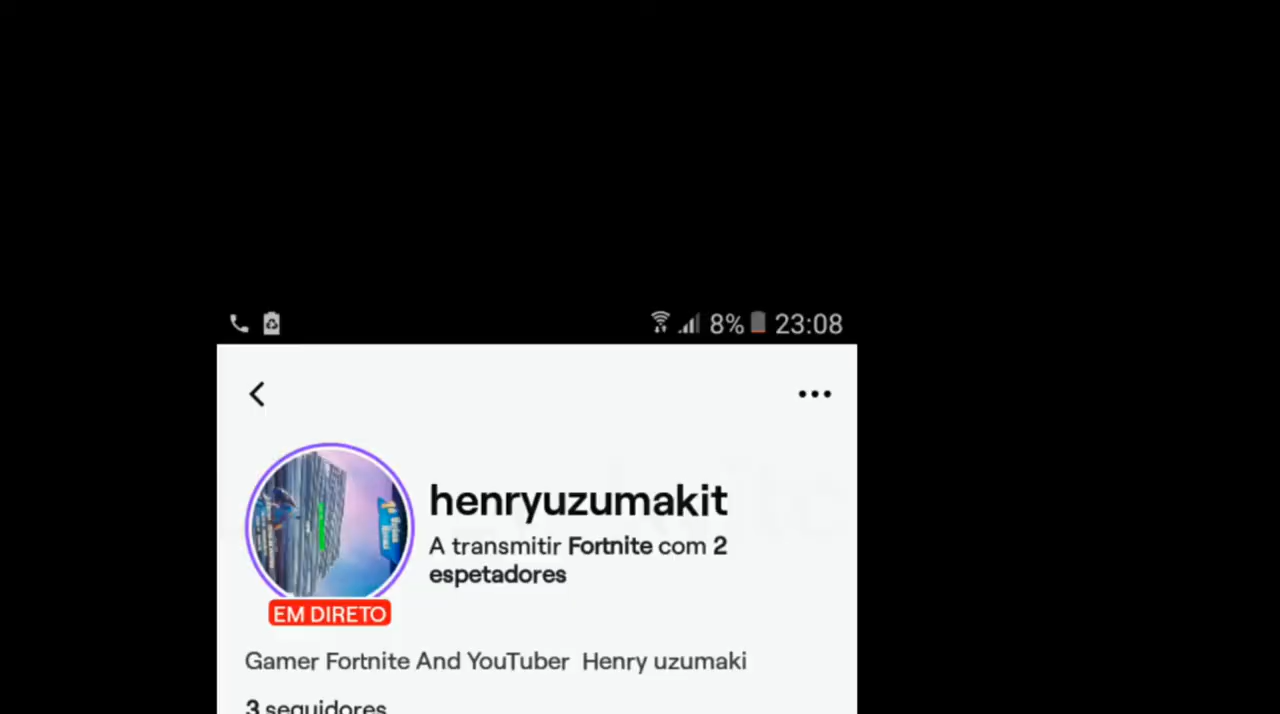 8% 23:08
henryuzumakit
A transmitir Fortnite com 2
espetadores
EM DIRETO
Gamer Fortnite And YouTuber Henry uzumaki
3 seguidores